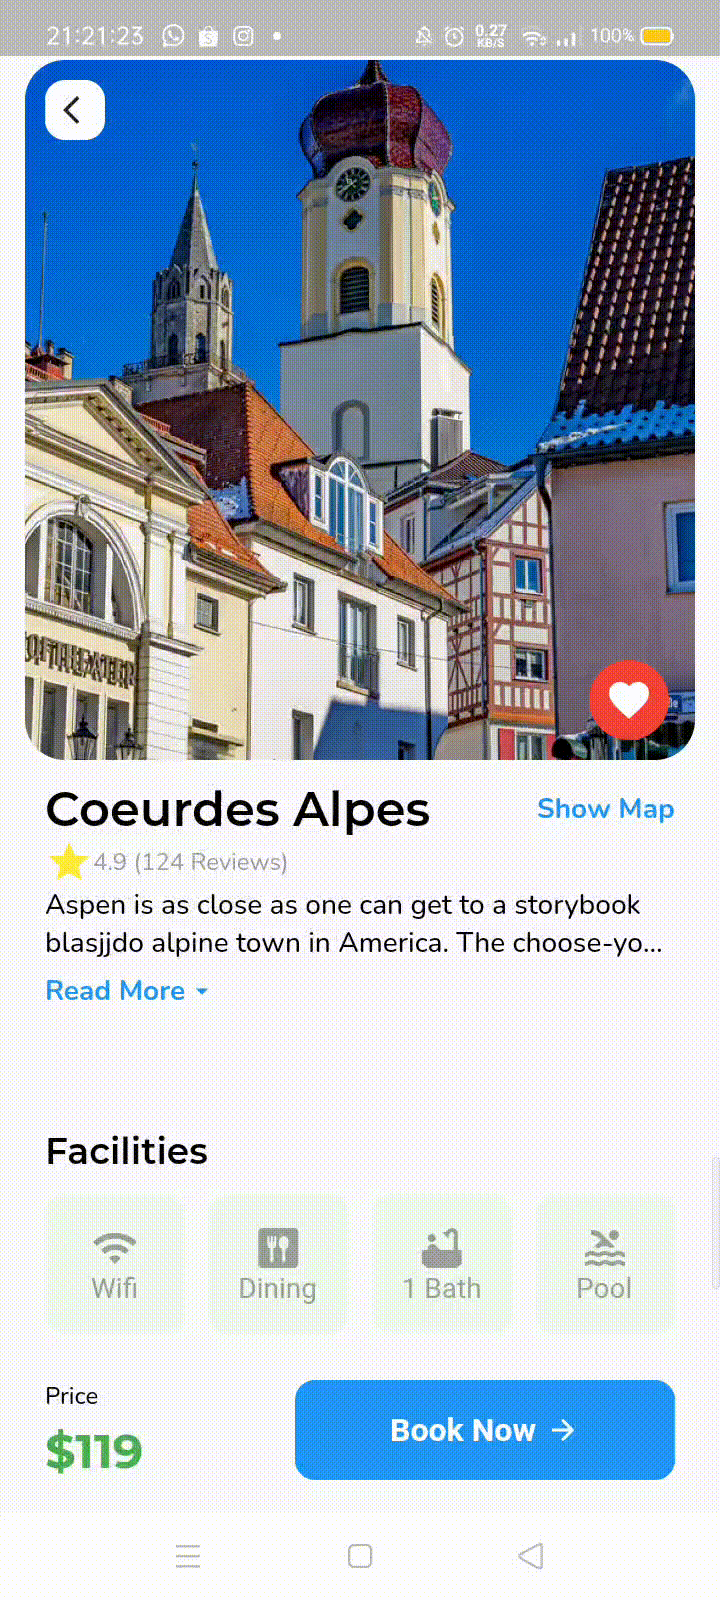 21:21:23 0.27 KB/S 100%
Coeurdes Alpes Show Map
4.9 (124 Reviews)
Aspen is as close as one can get to a storybook
blasjjdo alpine town in America. The choose-yo...
Read More
Facilities
Wifi Dining 1 Bath Pool
Price
$119
Book Now